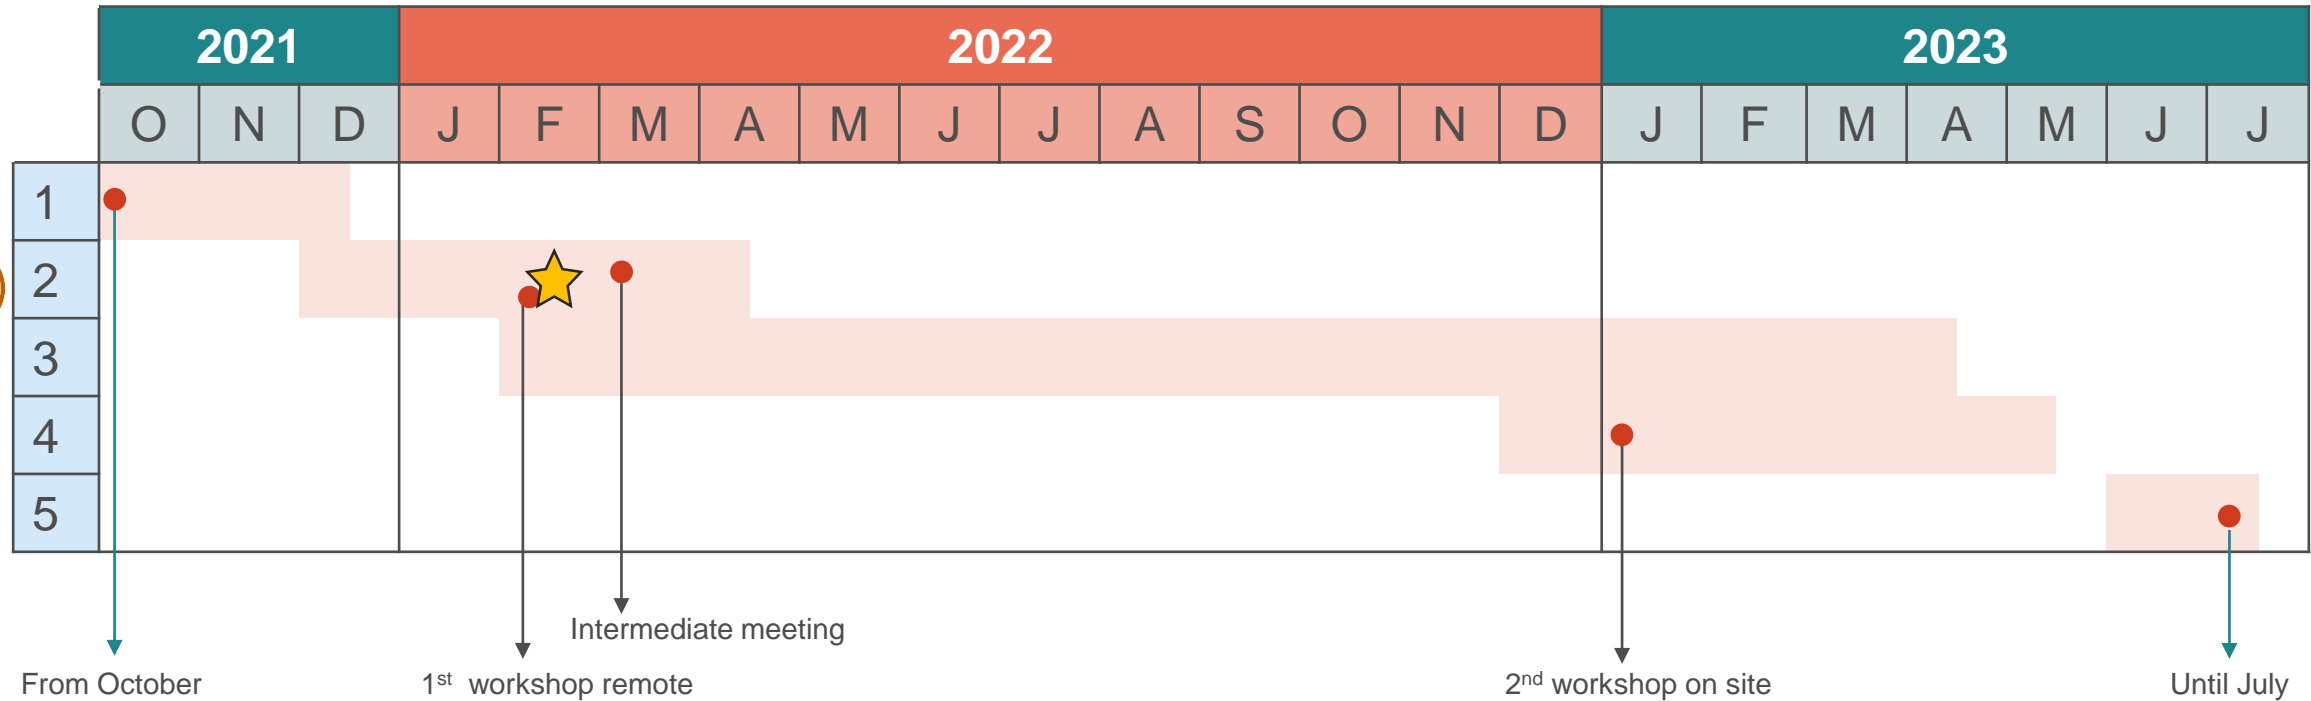 2021 2022 2023
O N D J F M A M J J A S O N D J F M A M J J
1
2
3
4
5
Intermediate meeting
From October 1st workshop remote 2nd workshop on site Until July